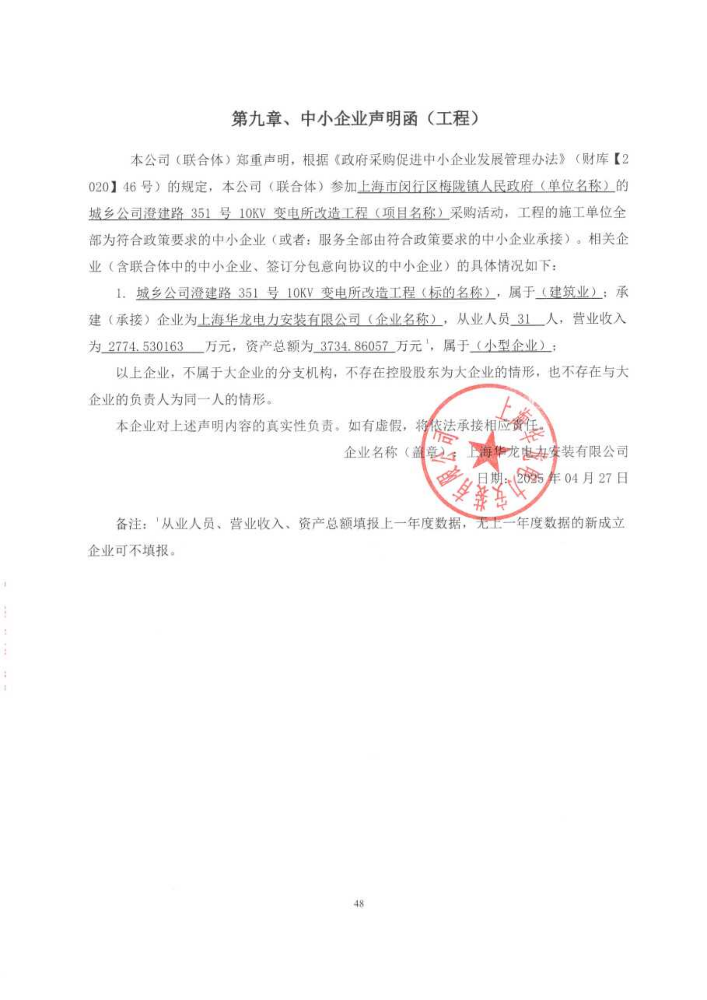 第九章、中小企业声明函（工程）
本公司（联合体）郑重声明，根据《政府采购促进中小企业发展管理办法》（财库【2
020】46 号）的规定，本公司（联合体）参加上海市闵行区梅陇镇人民政府（单位名称）的
城乡公司澄建路 351 号 10KV 变电所改造工程（项目名称）采购活动，工程的施工单位全
部为符合政策要求的中小企业（或者：服务全部由符合政策要求的中小企业承接）。相关企
业（含联合体中的中小企业、签订分包意向协议的中小企业）的具体情况如下：
1. 城乡公司澄建路 351 号 10KV 变电所改造工程（标的名称），属于（建筑业）；承
建（承接）企业为上海华龙电力安装有限公司（企业名称），从业人员 31 人，营业收入
为 2774.530163 万元，资产总额为 3734.86057 万元¹，属于（小型企业）；
以上企业，不属于大企业的分支机构，不存在控股股东为大企业的情形，也不存在与大
企业的负责人为同一人的情形。
本企业对上述声明内容的真实性负责。如有虚假，将依法承接相应责任。
企业名称（盖章）：上海华龙电力安装有限公司
日期：2025 年 04 月 27 日
上海华龙电力安装有限公司
备注：¹从业人员、营业收入、资产总额填报上一年度数据，无上一年度数据的新成立
企业可不填报。
48